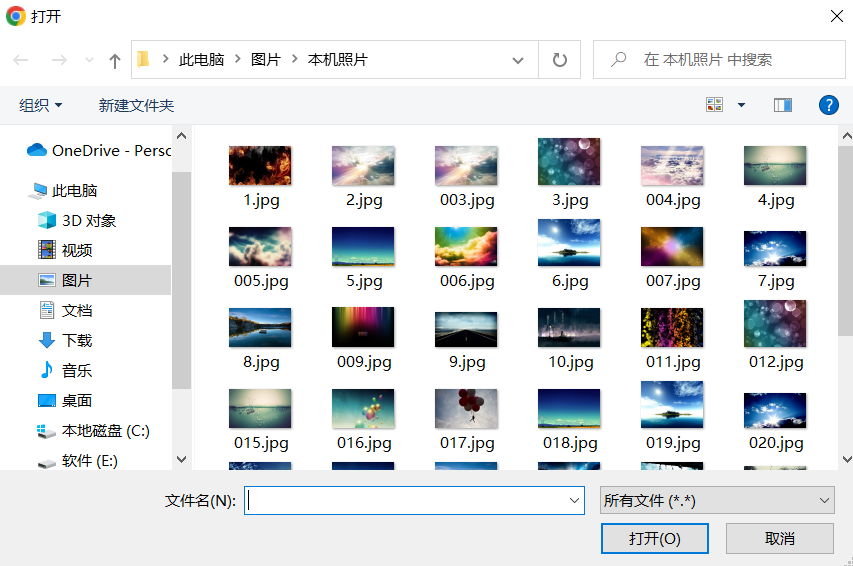 打开
此电脑 图片 本机照片
在 本机照片 中搜索
组织 新建文件夹
OneDrive - Perso
此电脑
3D 对象
视频
图片
文档
下载
音乐
桌面
本地磁盘 (C:)
软件 (E:)
1.jpg 2.jpg 003.jpg 3.jpg 004.jpg 4.jpg
005.jpg 5.jpg 006.jpg 6.jpg 007.jpg 7.jpg
8.jpg 009.jpg 9.jpg 10.jpg 011.jpg 012.jpg
015.jpg 016.jpg 017.jpg 018.jpg 019.jpg 020.jpg
文件名(N):
所有文件 (*.*)
打开(O) 取消